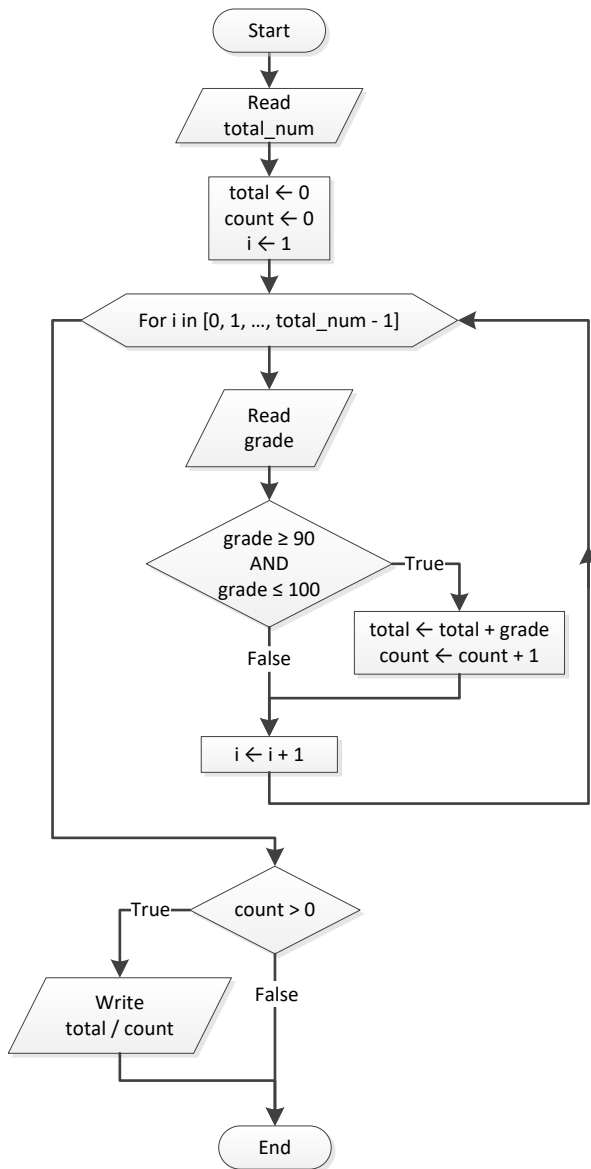 Start
Read
total_num
total ← 0
count ← 0
i ← 1
For i in [0, 1, ..., total_num - 1]
Read
grade
grade ≥ 90
AND
grade ≤ 100
True
total ← total + grade
count ← count + 1
False
i ← i + 1
count > 0
True
Write
total / count
False
End